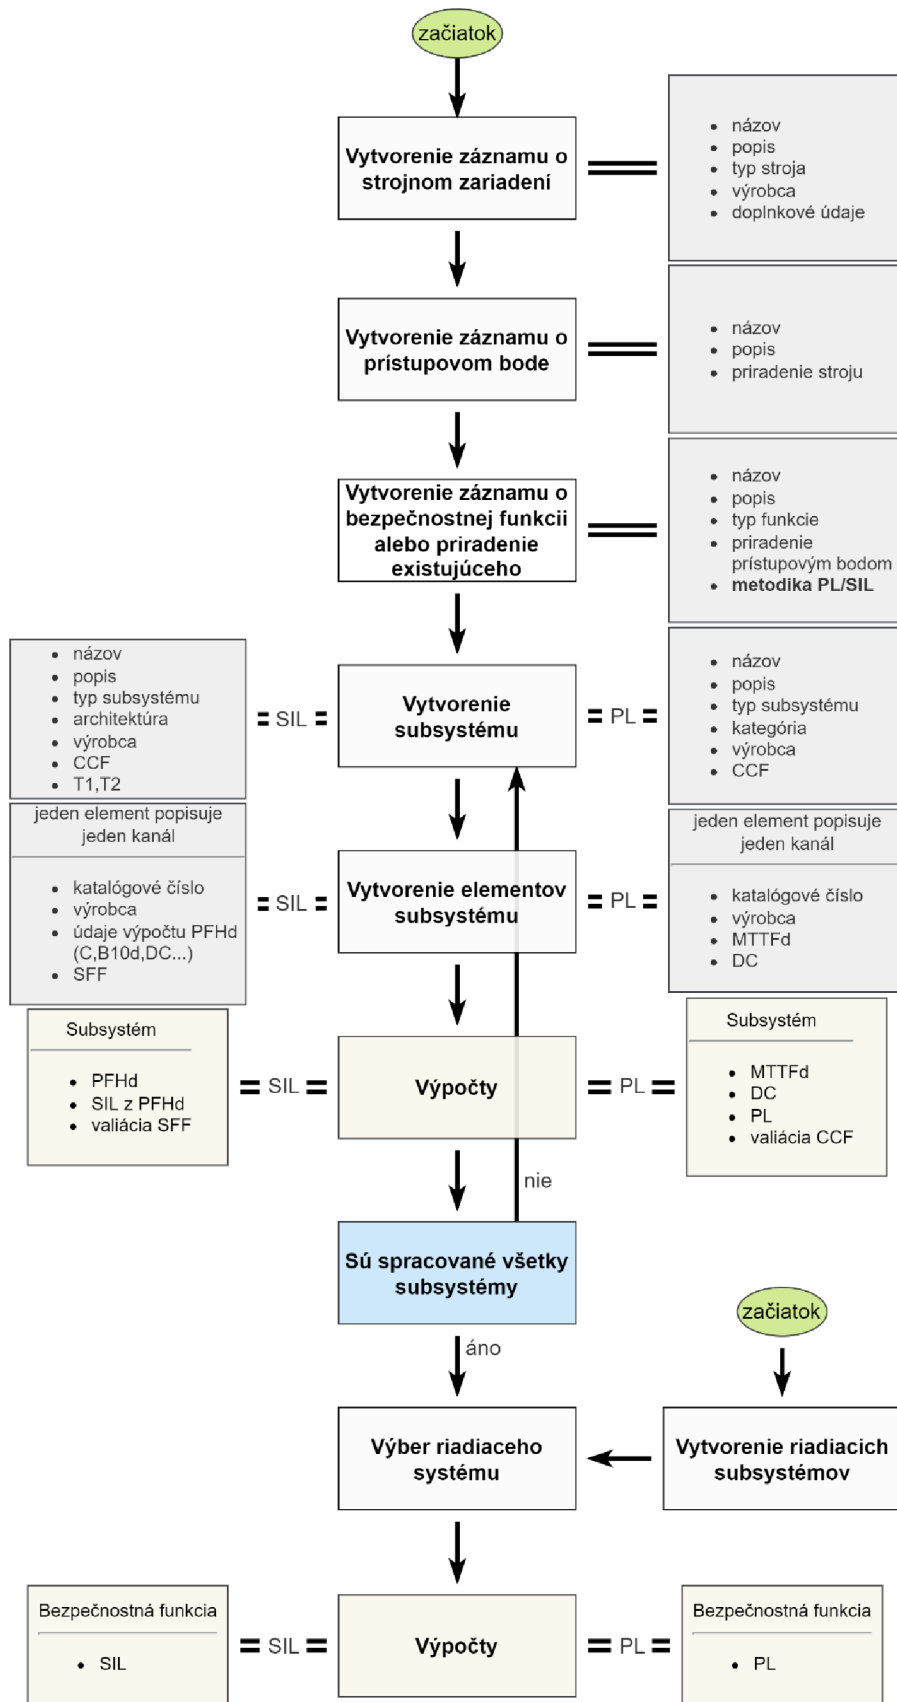 začiatok
Vytvorenie záznamu o
strojnom zariadení
názov
popis
typ stroja
výrobca
doplnkové údaje
Vytvorenie záznamu o
prístupovom bode
názov
popis
priradenie stroju
Vytvorenie záznamu o
bezpečnostnej funkcii
alebo priradenie
existujúceho
názov
popis
typ funkcie
priradenie
prístupovým bodom
metodika PL/SIL
názov
popis
typ subsystému
architektúra
výrobca
CCF
T1,T2
SIL
Vytvorenie
subsystému
PL
názov
popis
typ subsystému
kategória
výrobca
CCF
jeden element popisuje
jeden kanál
katalógové číslo
výrobca
údaje výpočtu PFHd
(C,B10d,DC...)
SFF
SIL
Vytvorenie elementov
subsystému
PL
jeden element popisuje
jeden kanál
katalógové číslo
výrobca
MTTFd
DC
Subsystém
PFHd
SIL z PFHd
valiácia SFF
SIL
Výpočty
PL
Subsystém
MTTFd
DC
PL
valiácia CCF
nie
Sú spracované všetky
subsystémy
áno
začiatok
Výber riadiaceho
systému
Vytvorenie riadiacich
subsystémov
Bezpečnostná funkcia
SIL
SIL
Výpočty
PL
Bezpečnostná funkcia
PL